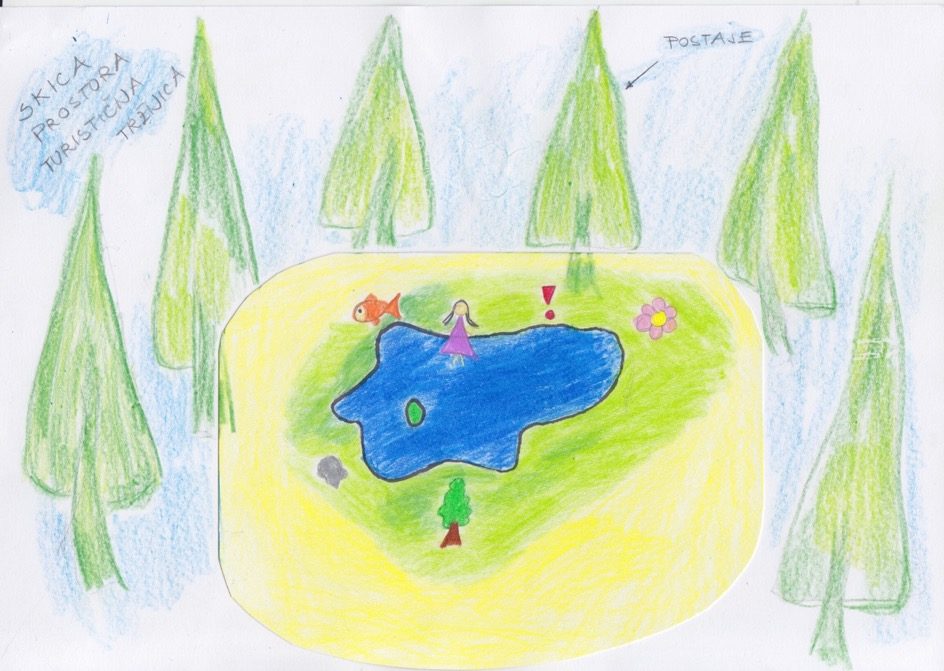 SKICA
PROSTORA
TURISTIČNA
TRŽNICA
POSTAJE
!